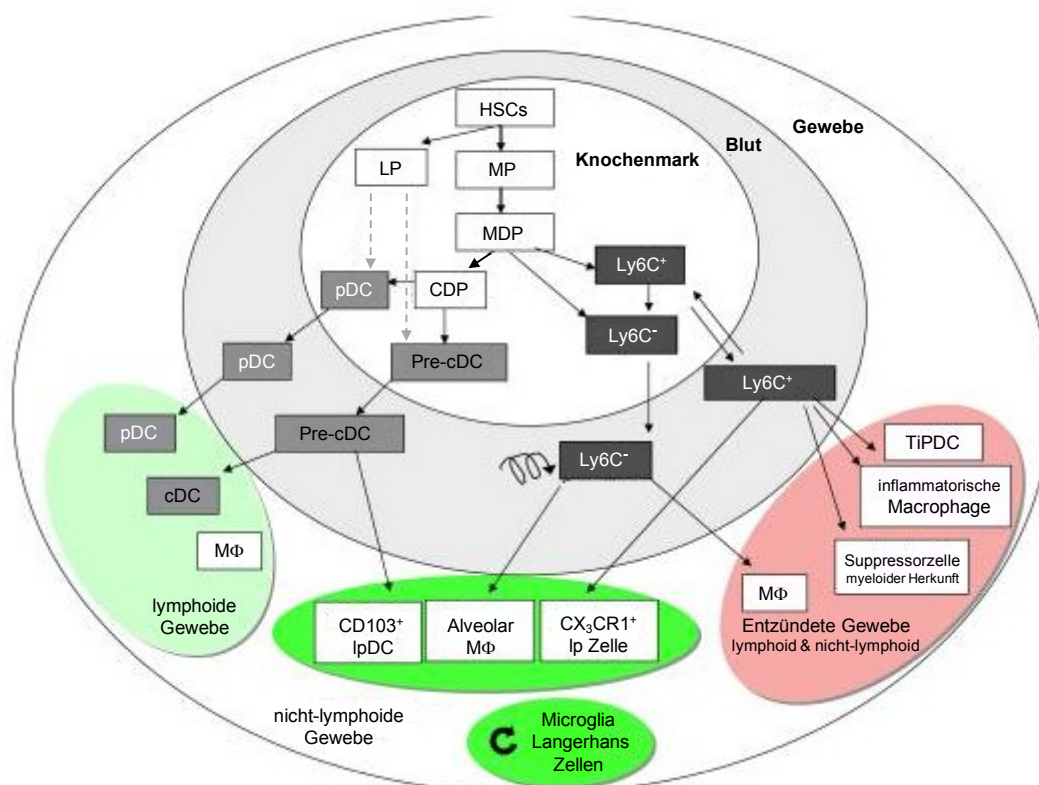 HSCs
Gewebe
Blut
Knochenmark
LP
MP
MDP
Ly6C⁺
pDC
CDP
Ly6C⁻
pDC
Pre-cDC
Ly6C⁺
pDC
Pre-cDC
Ly6C⁻
TiPDC
cDC
inflammatorische
Macrophage
MΦ
Suppressorzelle
myeloider Herkunft
MΦ
lymphoide
Gewebe
CD103⁺
lpDC
Alveolar
MΦ
CX₃CR1⁺
lp Zelle
Entzündete Gewebe
lymphoid & nicht-lymphoid
nicht-lymphoide
Gewebe
Microglia
Langerhans
Zellen